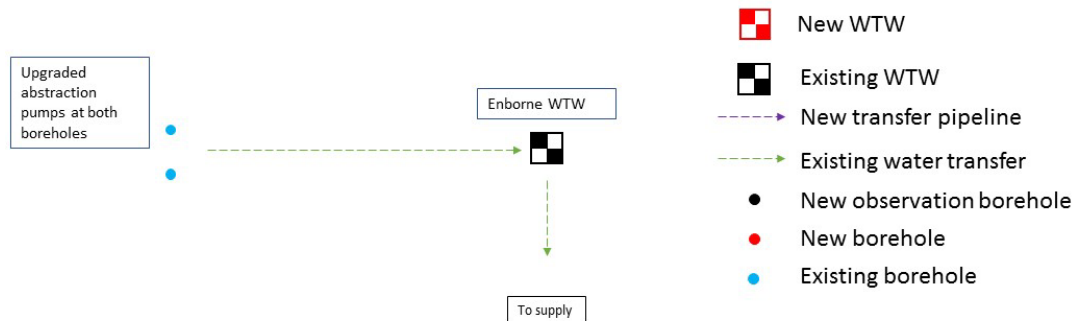 Upgraded
abstraction
pumps at both
boreholes
Enborne WTW
To supply
New WTW
Existing WTW
New transfer pipeline
Existing water transfer
New observation borehole
New borehole
Existing borehole